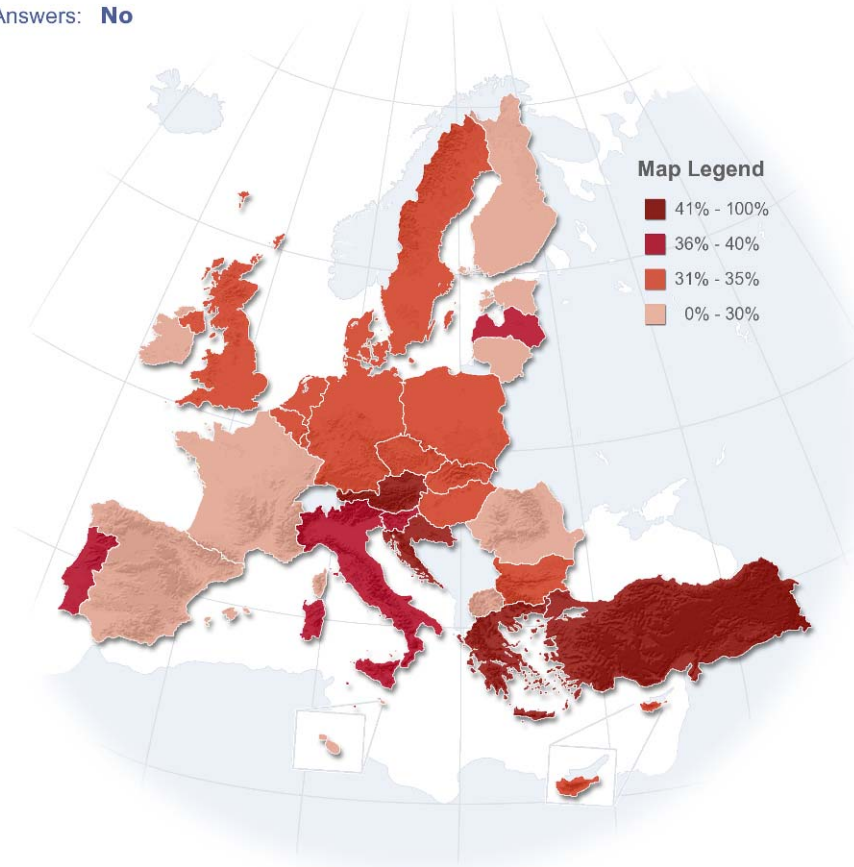 Answers: No
Map Legend
41% - 100%
36% - 40%
31% - 35%
0% - 30%